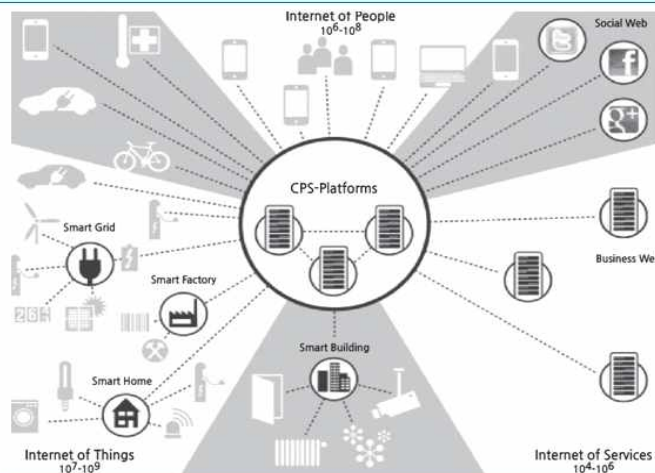 Internet of People
10⁶-10⁸
Social Web
CPS-Platforms
Smart Grid
Business We
Smart Factory
Smart Building
Smart Home
Internet of Things
10⁷-10⁹
Internet of Services
10⁴-10⁶